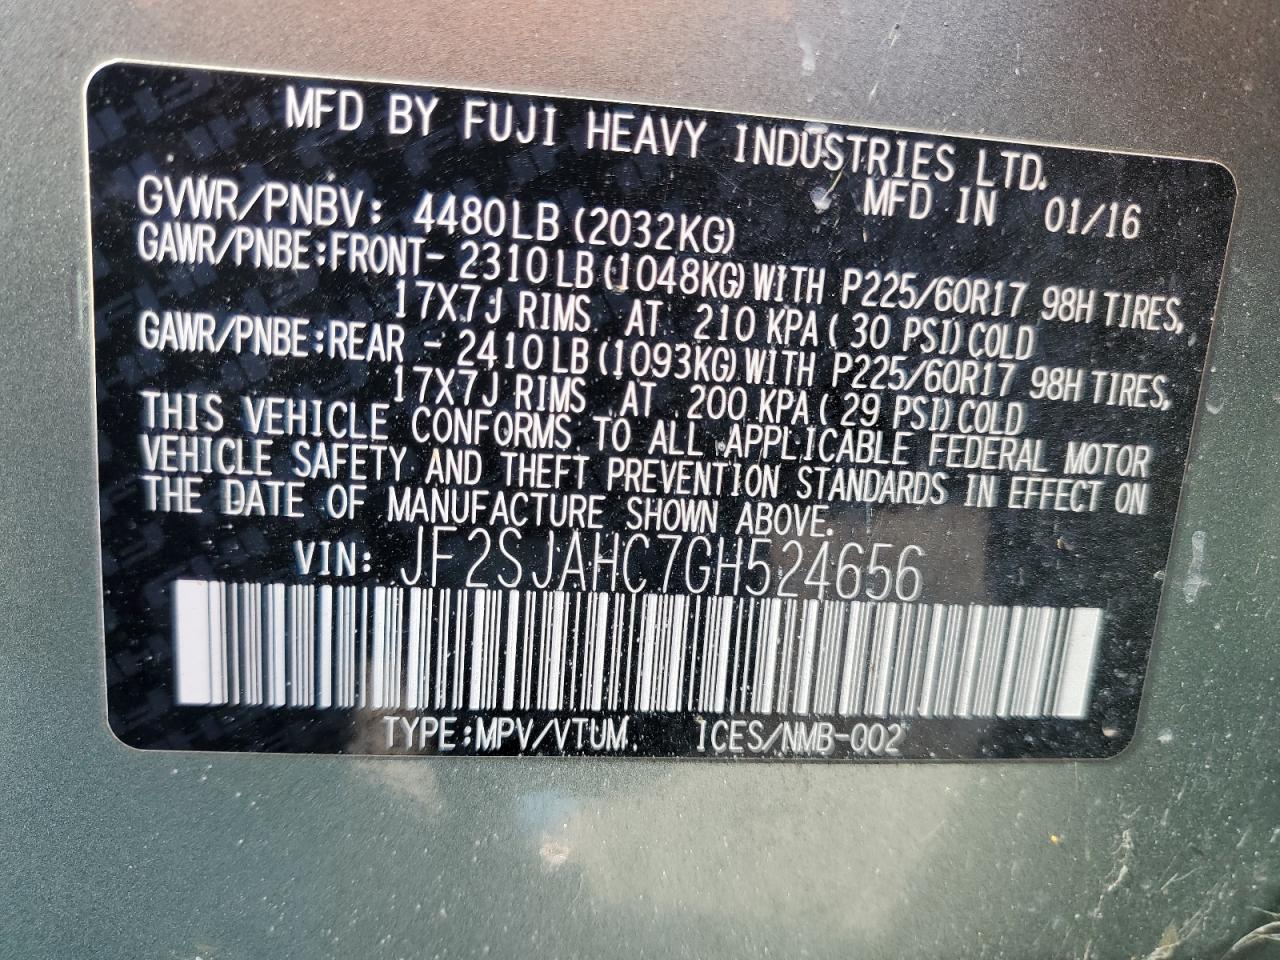 MFD BY FUJI HEAVY INDUSTRIES LTD.
MFD IN 01/16
GVWR/PNBV: 4480LB (2032KG)
GAWR/PNBE:FRONT- 2310LB(1048KG)WITH P225/60R17 98H TIRES,
17X7J RIMS AT 210 KPA( 30 PSI)COLD
GAWR/PNBE:REAR - 2410LB(1093KG)WITH P225/60R17 98H TIRES,
17X7J RIMS AT 200 KPA( 29 PSI)COLD
THIS VEHICLE CONFORMS TO ALL APPLICABLE FEDERAL MOTOR
VEHICLE SAFETY AND THEFT PREVENTION STANDARDS IN EFFECT ON
THE DATE OF MANUFACTURE SHOWN ABOVE.
VIN: JF2SJAHC7GH524656
TYPE:MPV/VTUM ICES/NMB-002